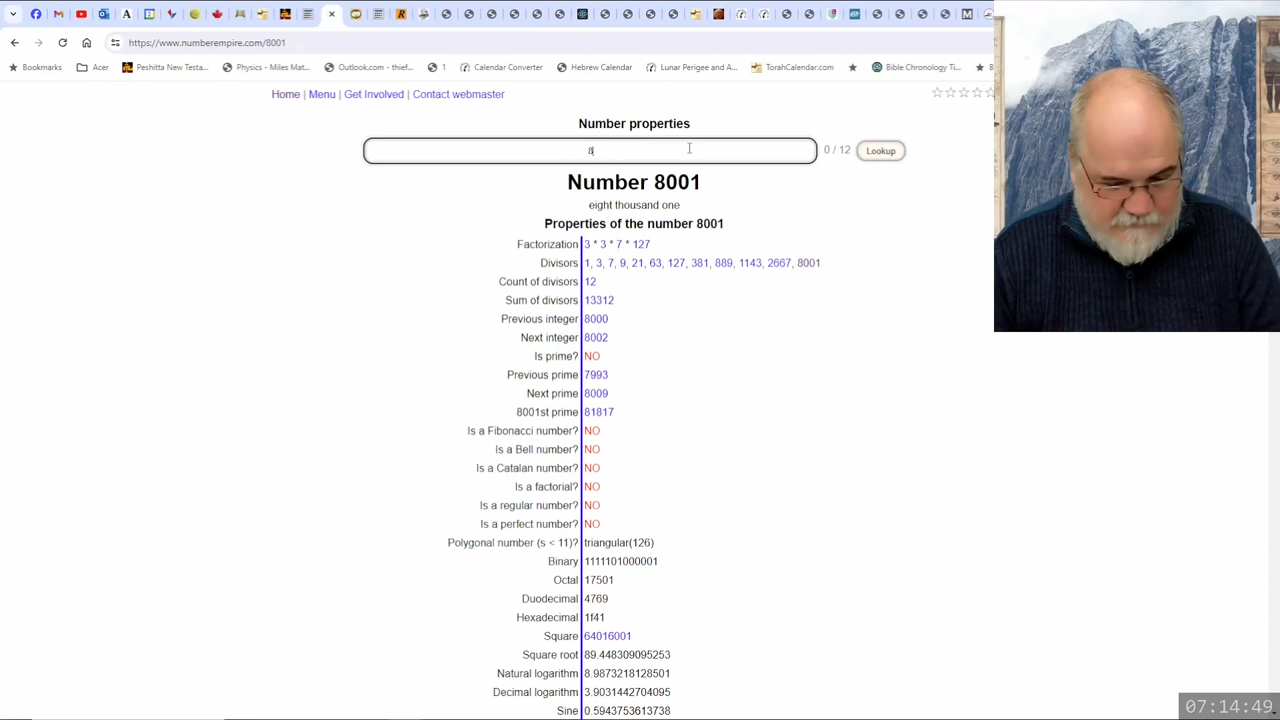 https://www.numberempire.com/8001
Bookmarks Acer Peshitta New Testa... Physics - Miles Mat... Outlook.com - thief... 1 Calendar Converter Hebrew Calendar Lunar Perigee and A... TorahCalendar.com Bible Chronology Ti...
Home | Menu | Get Involved | Contact webmaster
Number properties
8 0 / 12 Lookup
Number 8001
eight thousand one
Properties of the number 8001
Factorization 3 * 3 * 7 * 127
Divisors 1, 3, 7, 9, 21, 63, 127, 381, 889, 1143, 2667, 8001
Count of divisors 12
Sum of divisors 13312
Previous integer 8000
Next integer 8002
Is prime? NO
Previous prime 7993
Next prime 8009
8001st prime 81817
Is a Fibonacci number? NO
Is a Bell number? NO
Is a Catalan number? NO
Is a factorial? NO
Is a regular number? NO
Is a perfect number? NO
Polygonal number (s < 11)? triangular(126)
Binary 1111101000001
Octal 17501
Duodecimal 4769
Hexadecimal 1f41
Square 64016001
Square root 89.448309095253
Natural logarithm 8.9873218128501
Decimal logarithm 3.9031442704095
Sine 0.5943753613738
07:14:49